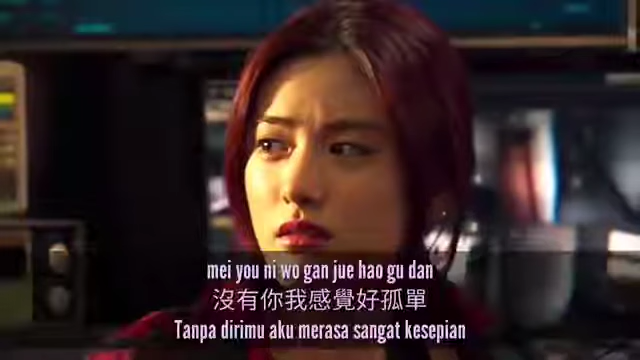 mei you ni wo gan jue hao gu dan
沒有你我感覺好孤單
Tanpa dirimu aku merasa sangat kesepian